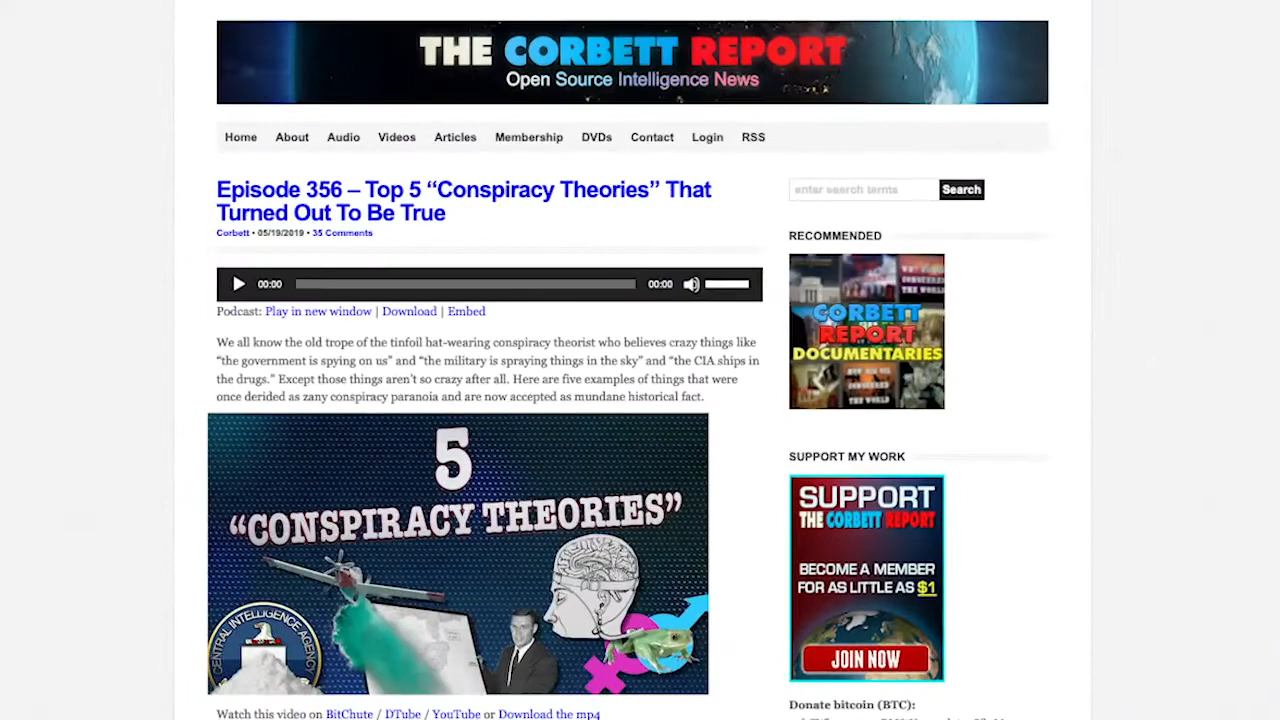 THE CORBETT REPORT
Open Source Intelligence News
Home About Audio Videos Articles Membership DVDs Contact Login RSS
Episode 356 – Top 5 “Conspiracy Theories” That
Turned Out To Be True
Corbett • 05/19/2019 • 35 Comments
00:00 00:00
Podcast: Play in new window | Download | Embed
We all know the old trope of the tinfoil hat-wearing conspiracy theorist who believes crazy things like
“the government is spying on us” and “the military is spraying things in the sky” and “the CIA ships in
the drugs.” Except those things aren’t so crazy after all. Here are five examples of things that were
once derided as zany conspiracy paranoia and are now accepted as mundane historical fact.
5
“CONSPIRACY THEORIES”
CENTRAL INTELLIGENCE AGENCY
Watch this video on BitChute / DTube / YouTube or Download the mp4
enter search terms Search
RECOMMENDED
CORBETT
REPORT
DOCUMENTARIES
SUPPORT MY WORK
SUPPORT
THE CORBETT REPORT
BECOME A MEMBER
FOR AS LITTLE AS $1
JOIN NOW
Donate bitcoin (BTC):